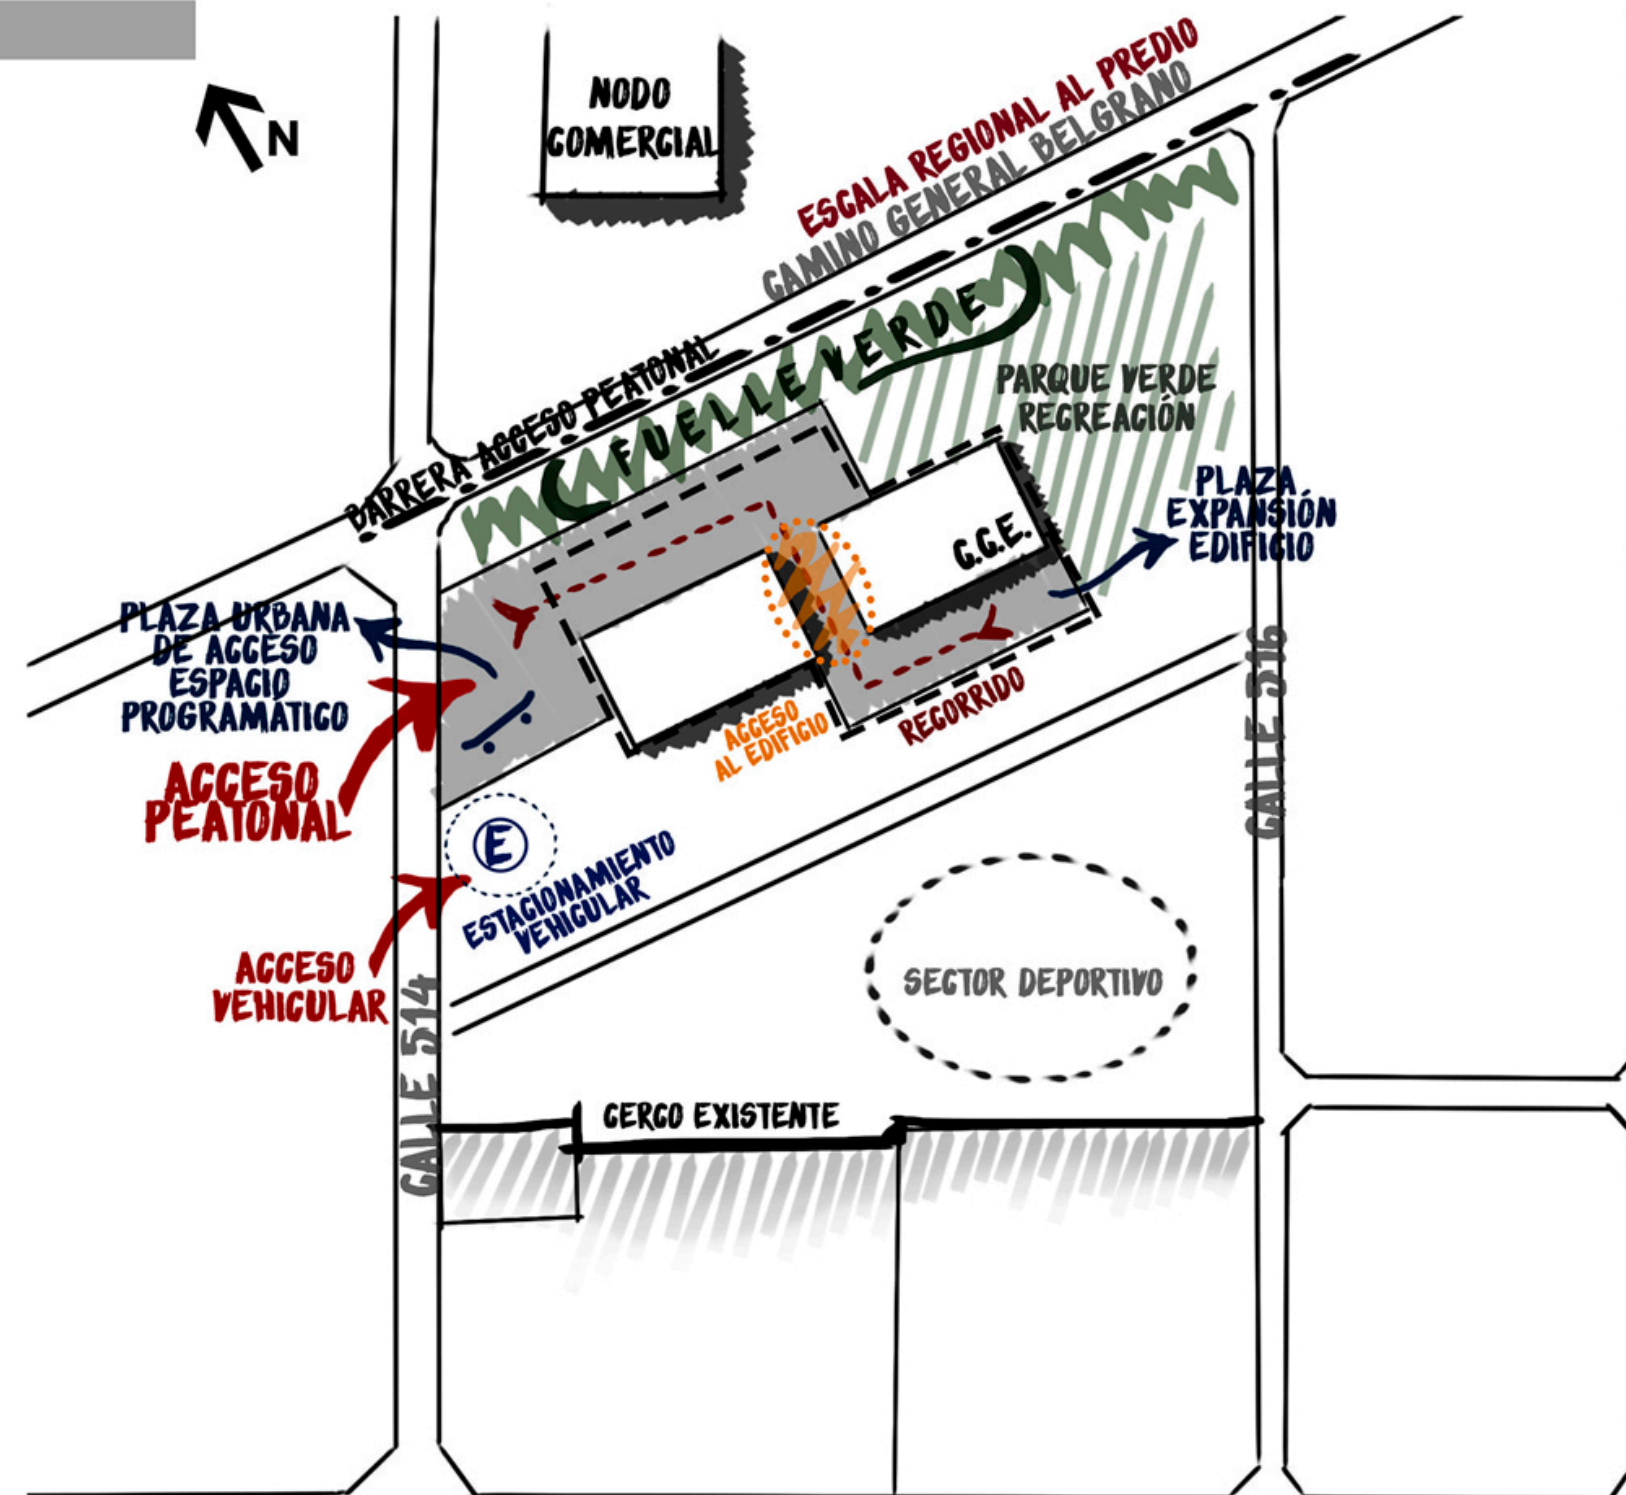 N
NODO
COMERCIAL
ESCALA REGIONAL AL PREDIO
CAMINO GENERAL BELGRANO
BARRERA ACCESO PEATONAL
FUELLE VERDE
PARQUE VERDE
RECREACIÓN
PLAZA
EXPANSIÓN
EDIFICIO
C.C.E.
PLAZA URBANA
DE ACCESO
ESPACIO
PROGRAMÁTICO
ACCESO
PEATONAL
ACCESO
AL EDIFICIO
RECORRIDO
CALLE 516
E
ESTACIONAMIENTO
VEHICULAR
ACCESO
VEHICULAR
CALLE 514
SECTOR DEPORTIVO
CERCO EXISTENTE